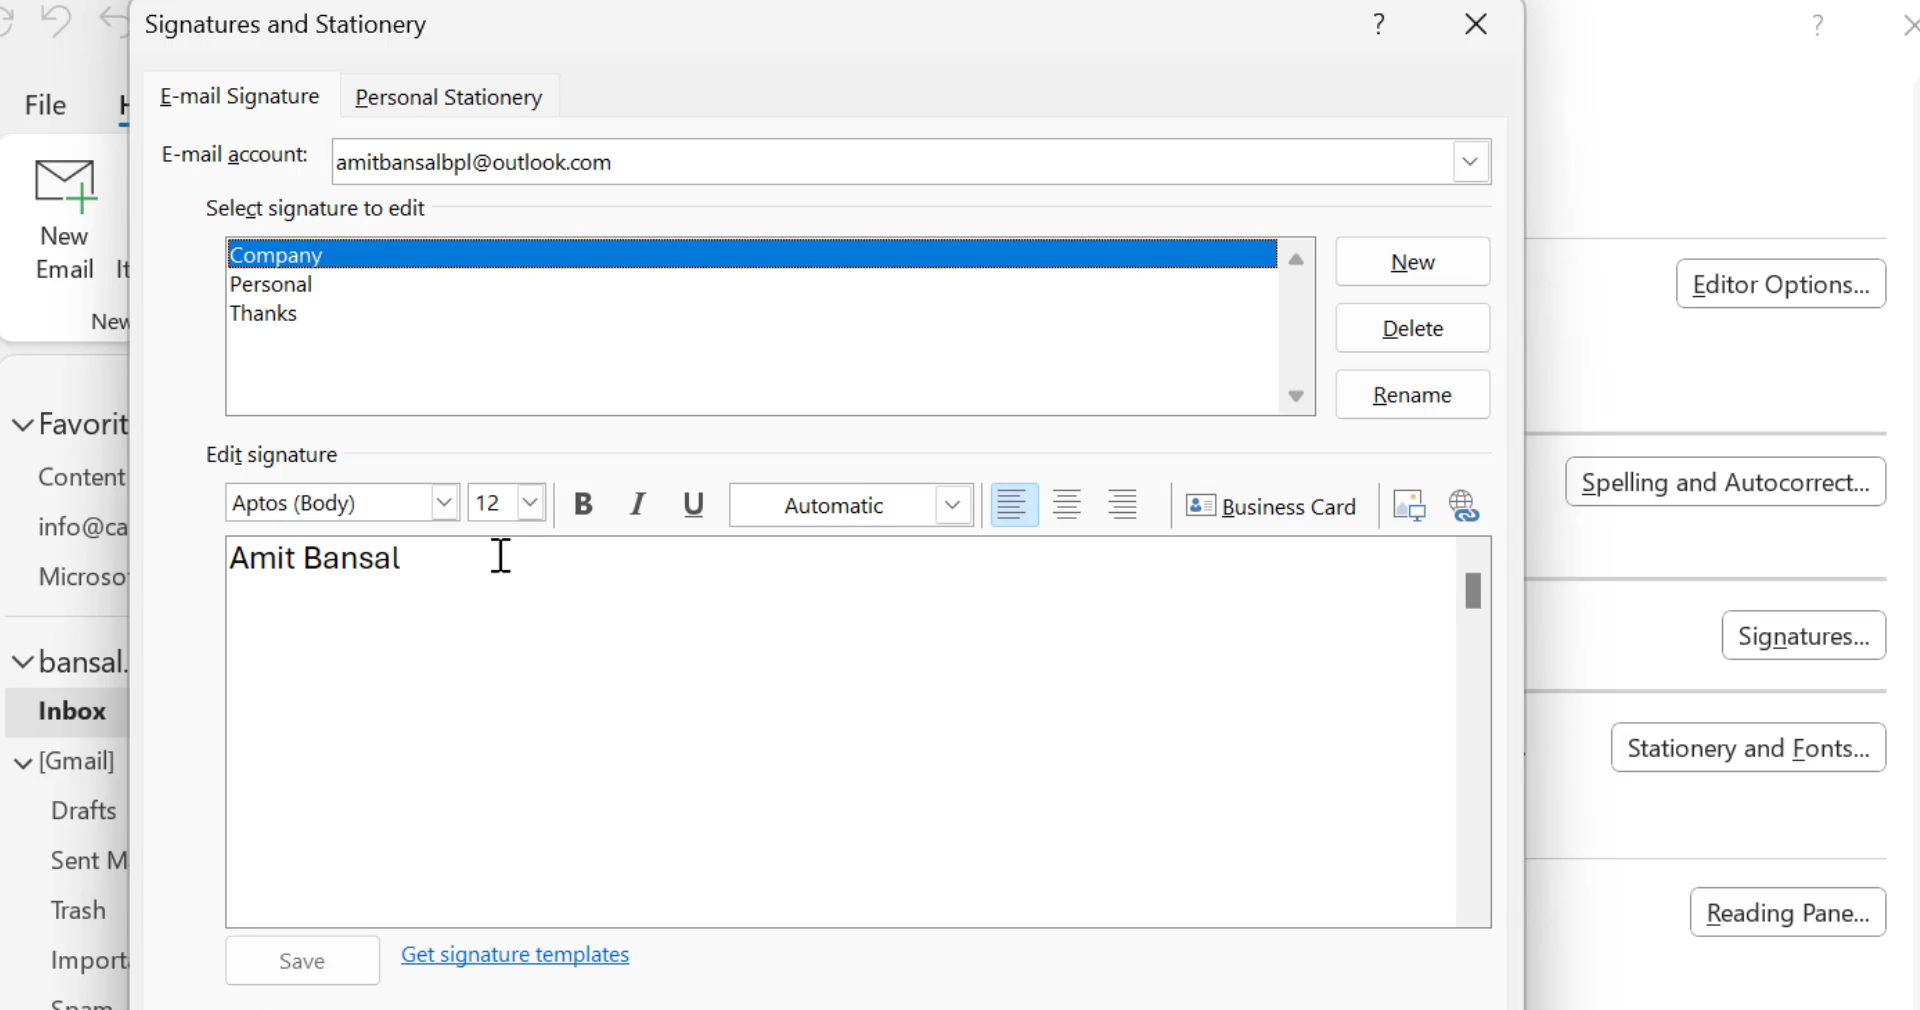 Signatures and Stationery
?
?
E-mail Signature
Personal Stationery
File
E-mail account:
amitbansalbpl@outlook.com
Select signature to edit
Company
Personal
Thanks
New
Delete
Rename
New
Email It
New
Editor Options...
Favorit
Content
info@ca
Microso
Edit signature
Aptos (Body)
12
B
I
U
Automatic
Business Card
Spelling and Autocorrect...
Amit Bansal
Signatures...
bansal.
Inbox
[Gmail]
Drafts
Sent M
Trash
Import
Spam
Stationery and Fonts...
Reading Pane...
Save
Get signature templates